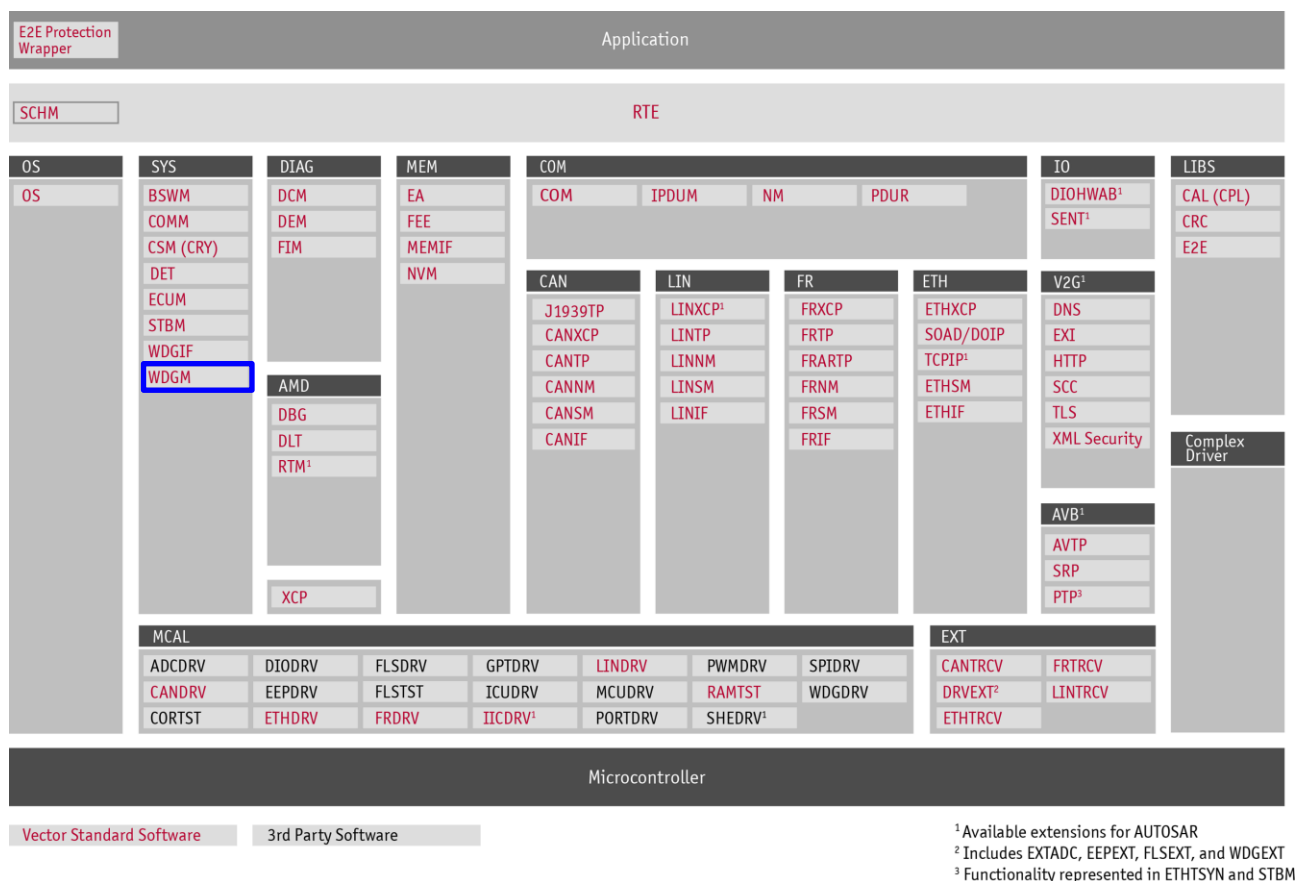 E2E Protection
Wrapper
Application
SCHM
RTE
OS
OS
SYS
BSWM
COMM
CSM (CRY)
DET
ECUM
STBM
WDGIF
WDGM
DIAG
DCM
DEM
FIM
AMD
DBG
DLT
RTM¹
XCP
MEM
EA
FEE
MEMIF
NVM
COM
COM IPDUM NM PDUR
CAN
J1939TP
CANXCP
CANTP
CANNM
CANSM
CANIF
LIN
LINXCP¹
LINTP
LINNM
LINSM
LINIF
FR
FRXCP
FRTP
FRARTP
FRNM
FRSM
FRIF
ETH
ETHXCP
SOAD/DOIP
TCPIP¹
ETHSM
ETHIF
IO
DIOHWAB¹
SENT¹
V2G¹
DNS
EXI
HTTP
SCC
TLS
XML Security
AVB¹
AVTP
SRP
PTP³
LIBS
CAL (CPL)
CRC
E2E
Complex
Driver
MCAL
ADCDRV DIODRV FLSDRV GPTDRV LINDRV PWMDRV SPIDRV
CANDRV EEPDRV FLSTST ICUDRV MCUDRV RAMTST WDGDRV
CORTST ETHDRV FRDRV IICDRV¹ PORTDRV SHEDRV¹
EXT
CANTRCV FRTRCV
DRVEXT² LINTRCV
ETHTRCV
Microcontroller
Vector Standard Software 3rd Party Software
¹ Available extensions for AUTOSAR
² Includes EXTADC, EEPEXT, FLSEXT, and WDGEXT
³ Functionality represented in ETHTSYN and STBM